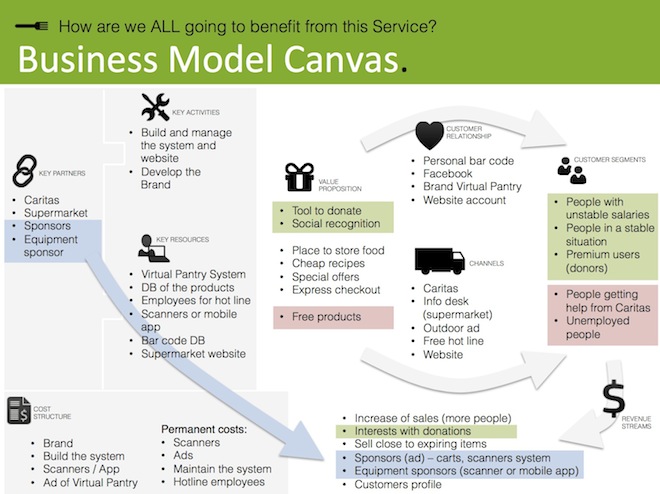 How are we ALL going to benefit from this Service?
Business Model Canvas.
KEY PARTNERS
• Caritas
• Supermarket
• Sponsors
• Equipment
sponsor
KEY ACTIVITIES
• Build and manage
the system and
website
• Develop the
Brand
KEY RESOURCES
• Virtual Pantry System
• DB of the products
• Employees for hot line
• Scanners or mobile
app
• Bar code DB
• Supermarket website
VALUE
PROPOSITION
• Tool to donate
• Social recognition
• Place to store food
• Cheap recipes
• Special offers
• Express checkout
• Free products
CUSTOMER
RELATIONSHIP
• Personal bar code
• Facebook
• Brand Virtual Pantry
• Website account
CHANNELS
• Caritas
• Info desk
(supermarket)
• Outdoor ad
• Free hot line
• Website
CUSTOMER SEGMENTS
• People with
unstable salaries
• People in a stable
situation
• Premium users
(donors)
• People getting
help from Caritas
• Unemployed
people
COST
STRUCTURE
• Brand
• Build the system
• Scanners / App
• Ad of Virtual Pantry
Permanent costs:
• Scanners
• Ads
• Maintain the system
• Hotline employees
$
REVENUE
STREAMS
• Increase of sales (more people)
• Interests with donations
• Sell close to expiring items
• Sponsors (ad) – carts, scanners system
• Equipment sponsors (scanner or mobile app)
• Customers profile